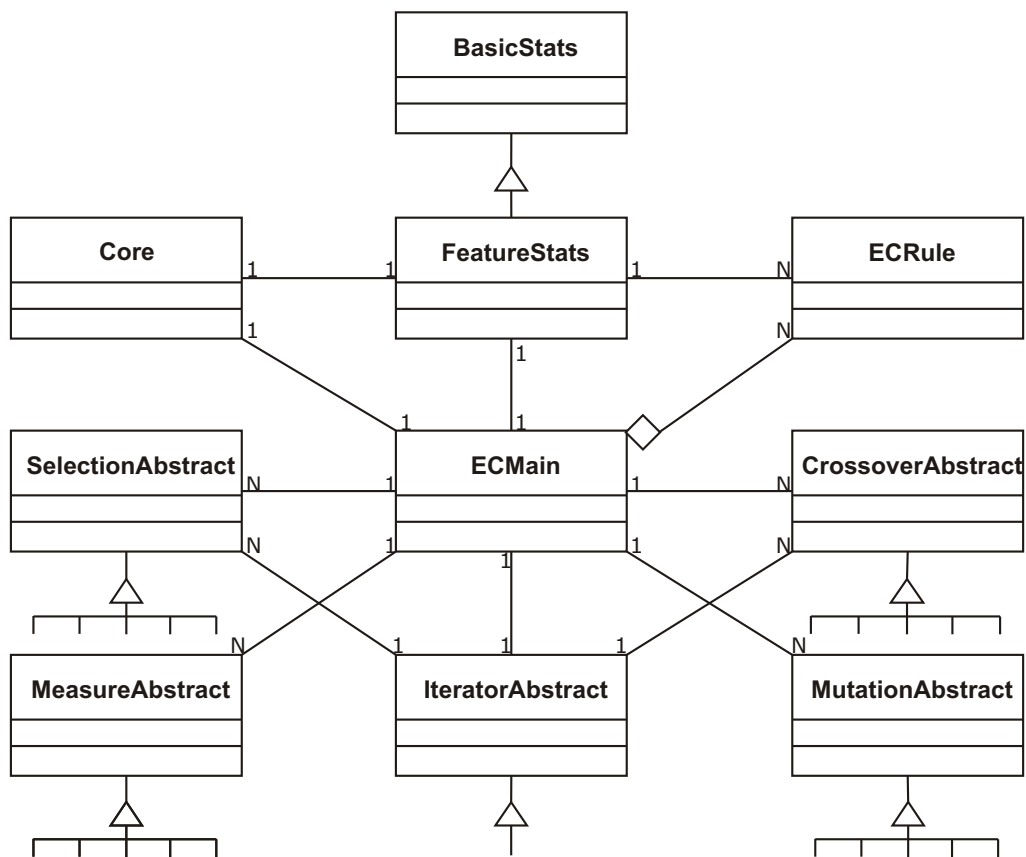 BasicStats
Core
FeatureStats
ECRule
1 1 1 N
1 1 N
1 1
SelectionAbstract
ECMain
CrossoverAbstract
N 1 1 N
N 1 1 1 N
N 1 1 1 N
MeasureAbstract
IteratorAbstract
MutationAbstract